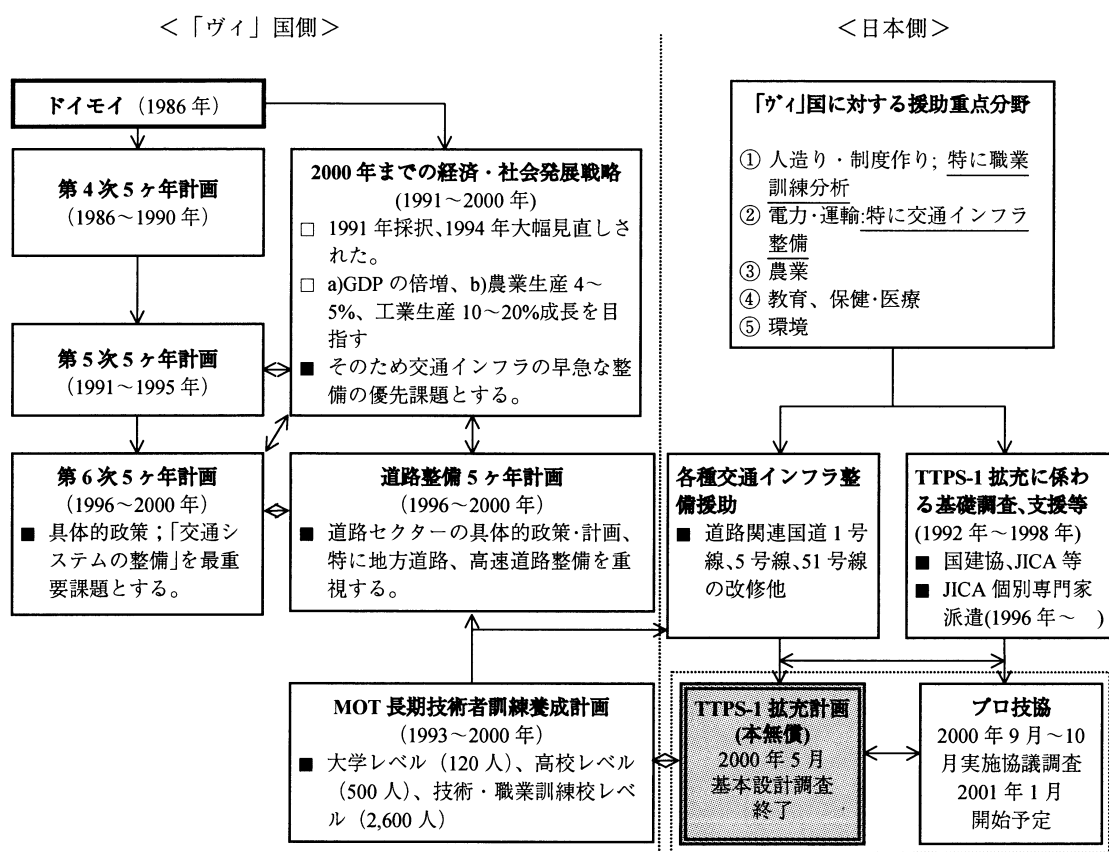 <「ヴィ」国側>
<日本側>
ドイモイ (1986 年)
第4次5ヶ年計画
(1986～1990 年)
第5次5ヶ年計画
(1991～1995 年)
第6次5ヶ年計画
(1996～2000 年)
■ 具体的政策；「交通シ
ステムの整備」を最重
要課題とする。
2000 年までの経済・社会発展戦略
(1991～2000 年)
□ 1991 年採択、1994 年大幅見直しさ
れた。
□ a)GDP の倍増、b)農業生産 4～
5%、工業生産 10～20%成長を目
指す
■ そのため交通インフラの早急な整
備の優先課題とする。
道路整備 5ヶ年計画
(1996～2000 年)
■ 道路セクターの具体的政策・計画、
特に地方道路、高速道路整備を重
視する。
MOT 長期技術者訓練養成計画
(1993～2000 年)
■ 大学レベル（120 人）、高校レベル
（500 人）、技術・職業訓練校レベ
ル（2,600 人）
「ヴィ」国に対する援助重点分野
① 人造り・制度作り; 特に職業
訓練分析
② 電力・運輸:特に交通インフラ
整備
③ 農業
④ 教育、保健・医療
⑤ 環境
各種交通インフラ整
備援助
■ 道路関連国道 1 号
線、5 号線、51 号線
の改修他
TTPS-1 拡充に係わ
る基礎調査、支援等
(1992 年～1998 年)
■ 国建協、JICA 等
■ JICA 個別専門家
派遣(1996 年～ )
TTPS-1 拡充計画
(本無償)
2000 年 5 月
基本設計調査
終了
プロ技協
2000 年 9 月～10
月実施協議調査
2001 年 1 月
開始予定